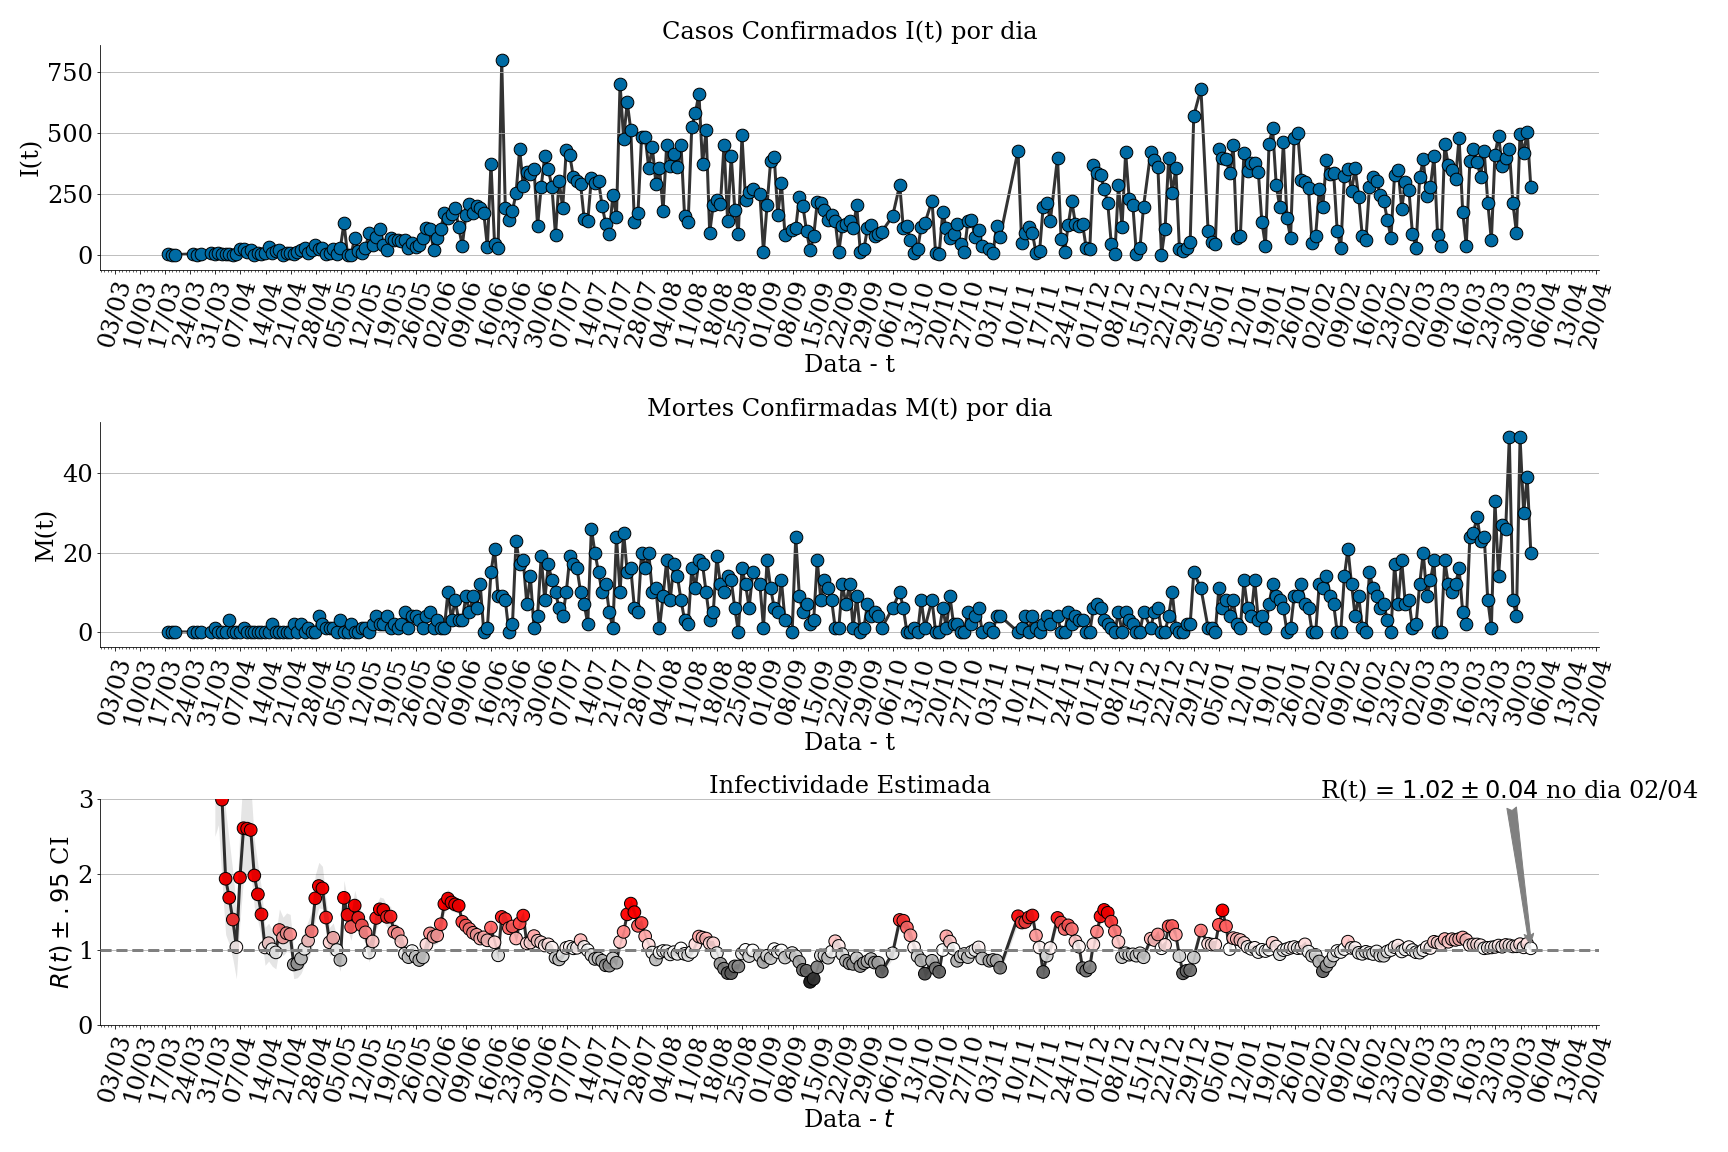 Casos Confirmados I(t) por dia
I(t)
750
500
250
0
03/03 10/03 17/03 24/03 31/03 07/04 14/04 21/04 28/04 05/05 12/05 19/05 26/05 02/06 09/06 16/06 23/06 30/06 07/07 14/07 21/07 28/07 04/08 11/08 18/08 25/08 01/09 08/09 15/09 22/09 29/09 06/10 13/10 20/10 27/10 03/11 10/11 17/11 24/11 01/12 08/12 15/12 22/12 29/12 05/01 12/01 19/01 26/01 02/02 09/02 16/02 23/02 02/03 09/03 16/03 23/03 30/03 06/04 13/04 20/04
Data - t
Mortes Confirmadas M(t) por dia
M(t)
40
20
0
03/03 10/03 17/03 24/03 31/03 07/04 14/04 21/04 28/04 05/05 12/05 19/05 26/05 02/06 09/06 16/06 23/06 30/06 07/07 14/07 21/07 28/07 04/08 11/08 18/08 25/08 01/09 08/09 15/09 22/09 29/09 06/10 13/10 20/10 27/10 03/11 10/11 17/11 24/11 01/12 08/12 15/12 22/12 29/12 05/01 12/01 19/01 26/01 02/02 09/02 16/02 23/02 02/03 09/03 16/03 23/03 30/03 06/04 13/04 20/04
Data - t
Infectividade Estimada
R(t) = 1.02 ± 0.04 no dia 02/04
R(t) ± .95 CI
3
2
1
0
03/03 10/03 17/03 24/03 31/03 07/04 14/04 21/04 28/04 05/05 12/05 19/05 26/05 02/06 09/06 16/06 23/06 30/06 07/07 14/07 21/07 28/07 04/08 11/08 18/08 25/08 01/09 08/09 15/09 22/09 29/09 06/10 13/10 20/10 27/10 03/11 10/11 17/11 24/11 01/12 08/12 15/12 22/12 29/12 05/01 12/01 19/01 26/01 02/02 09/02 16/02 23/02 02/03 09/03 16/03 23/03 30/03 06/04 13/04 20/04
Data - t